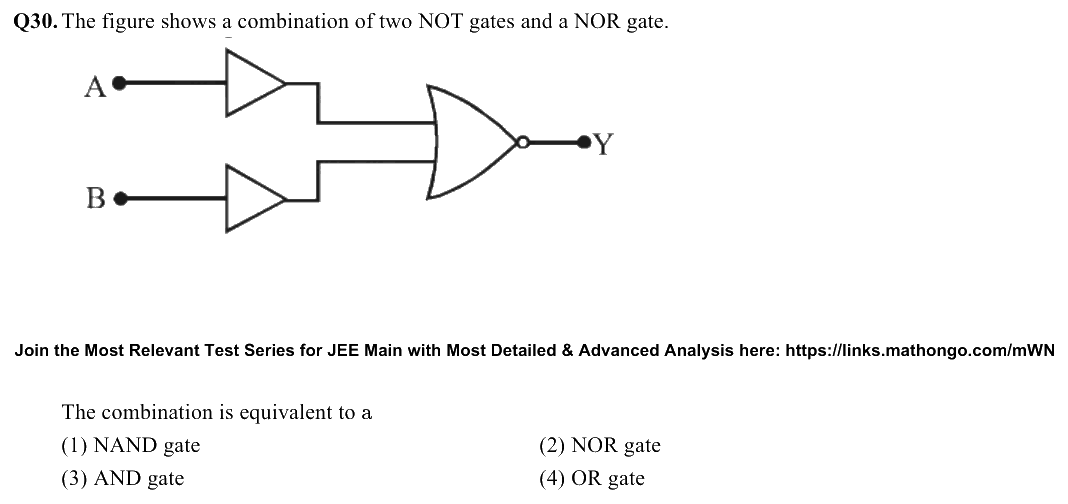 Q30. The figure shows a combination of two NOT gates and a NOR gate.
A
Y
B
Join the Most Relevant Test Series for JEE Main with Most Detailed & Advanced Analysis here: https://links.mathongo.com/mWN
The combination is equivalent to a
(1) NAND gate (2) NOR gate
(3) AND gate (4) OR gate